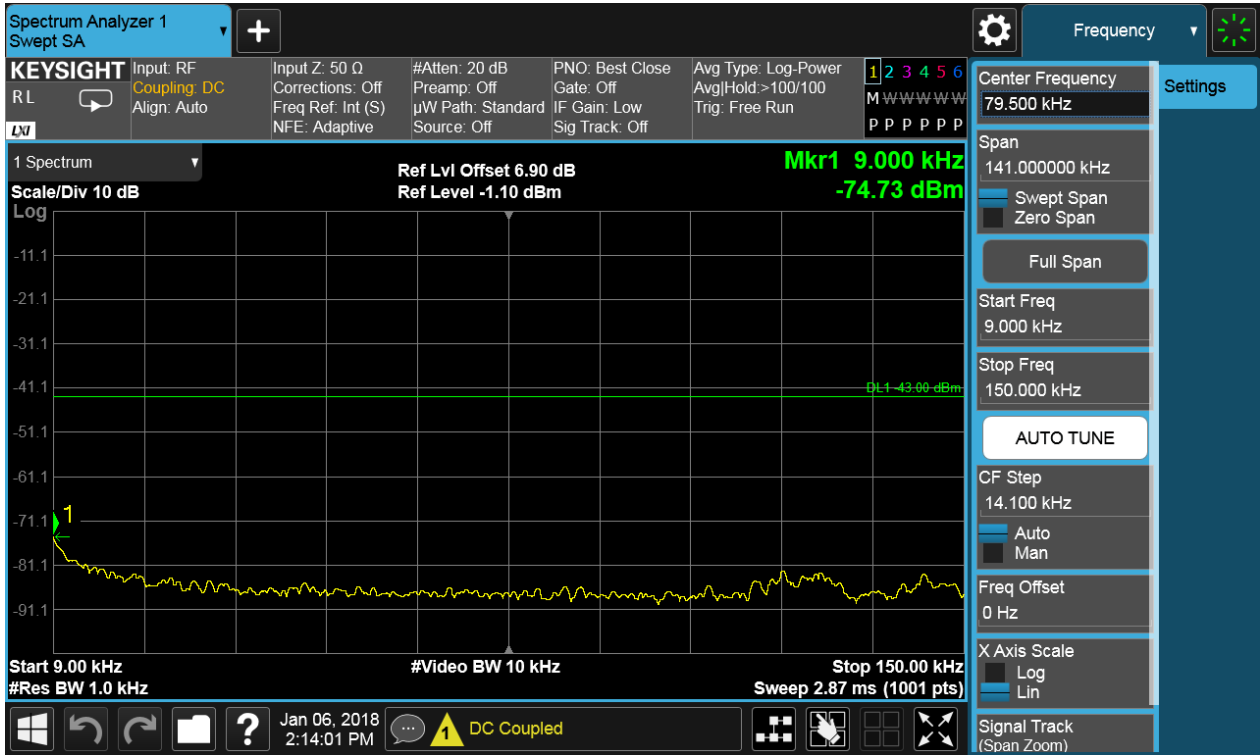 Spectrum Analyzer 1
Swept SA
+
Frequency
KEYSIGHT
R L
LXI
Input: RF
Coupling: DC
Align: Auto
Input Z: 50 Ω
Corrections: Off
Freq Ref: Int (S)
NFE: Adaptive
#Atten: 20 dB
Preamp: Off
µW Path: Standard
Source: Off
PNO: Best Close
Gate: Off
IF Gain: Low
Sig Track: Off
Avg Type: Log-Power
Avg|Hold:>100/100
Trig: Free Run
1 2 3 4 5 6
M W W W W W
P P P P P P
1 Spectrum
Scale/Div 10 dB
Ref Lvl Offset 6.90 dB
Ref Level -1.10 dBm
Mkr1 9.000 kHz
-74.73 dBm
Log
-11.1
-21.1
-31.1
-41.1
DL1 -43.00 dBm
-51.1
-61.1
-71.1
1
-81.1
-91.1
Start 9.00 kHz
#Video BW 10 kHz
Stop 150.00 kHz
#Res BW 1.0 kHz
Sweep 2.87 ms (1001 pts)
Center Frequency
79.500 kHz
Settings
Span
141.000000 kHz
Swept Span
Zero Span
Full Span
Start Freq
9.000 kHz
Stop Freq
150.000 kHz
AUTO TUNE
CF Step
14.100 kHz
Auto
Man
Freq Offset
0 Hz
X Axis Scale
Log
Lin
Signal Track
(Span Zoom)
?
Jan 06, 2018
2:14:01 PM
1
DC Coupled